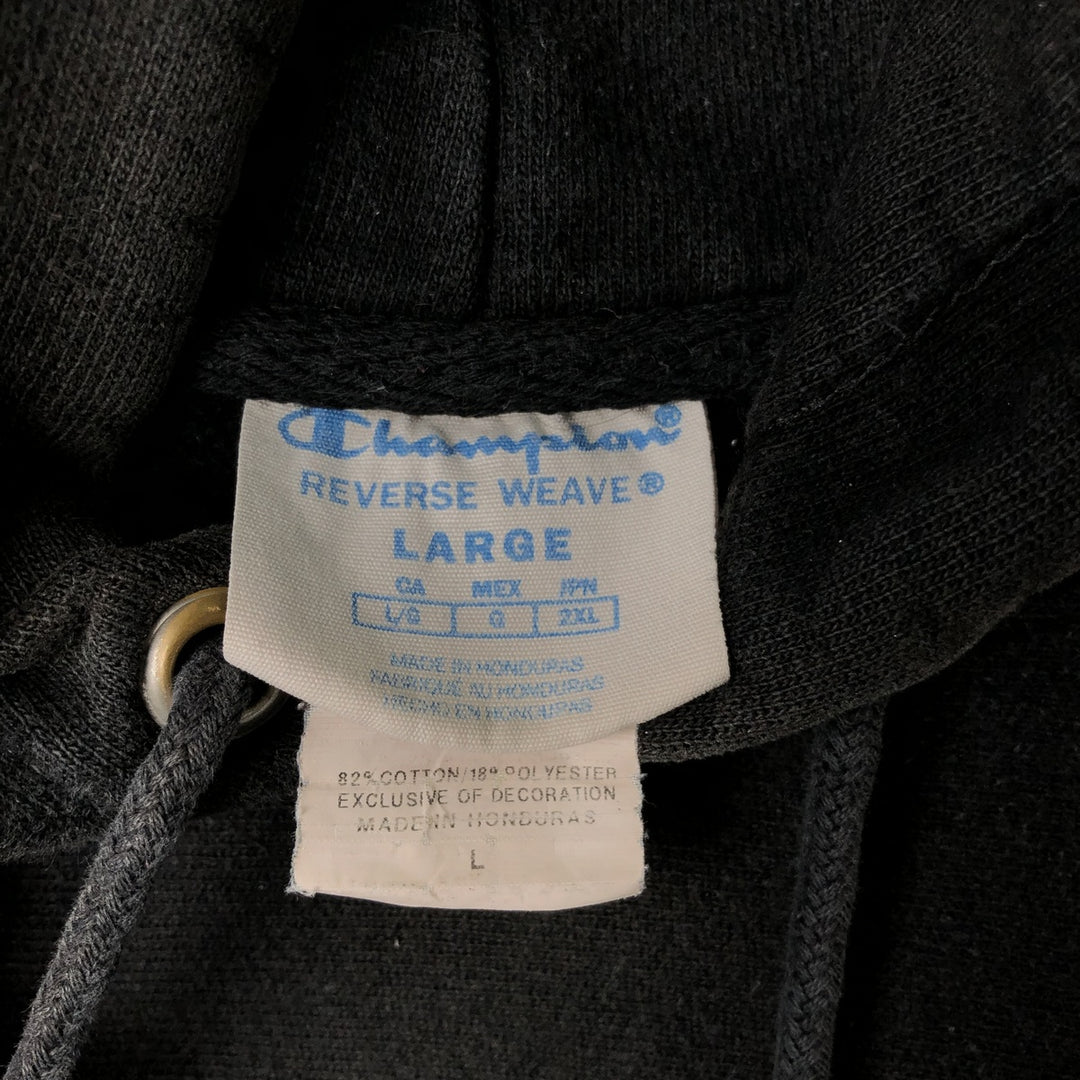 Champion®
REVERSE WEAVE®
LARGE
CA MEX JPN
L/G G 2XL
MADE IN HONDURAS
FABRIQUÉ AU HONDURAS
HECHO EN HONDURAS
82% COTTON/18% POLYESTER
EXCLUSIVE OF DECORATION
MADE IN HONDURAS
L